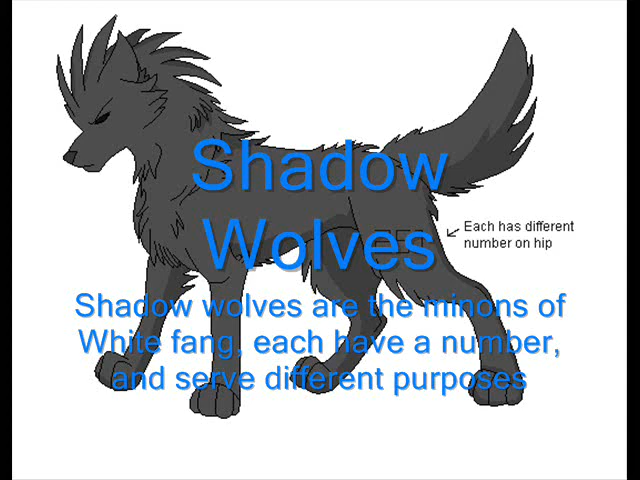 Shadow
Wolves
Each has different
number on hip
Shadow wolves are the minons of
White fang, each have a number,
and serve different purposes